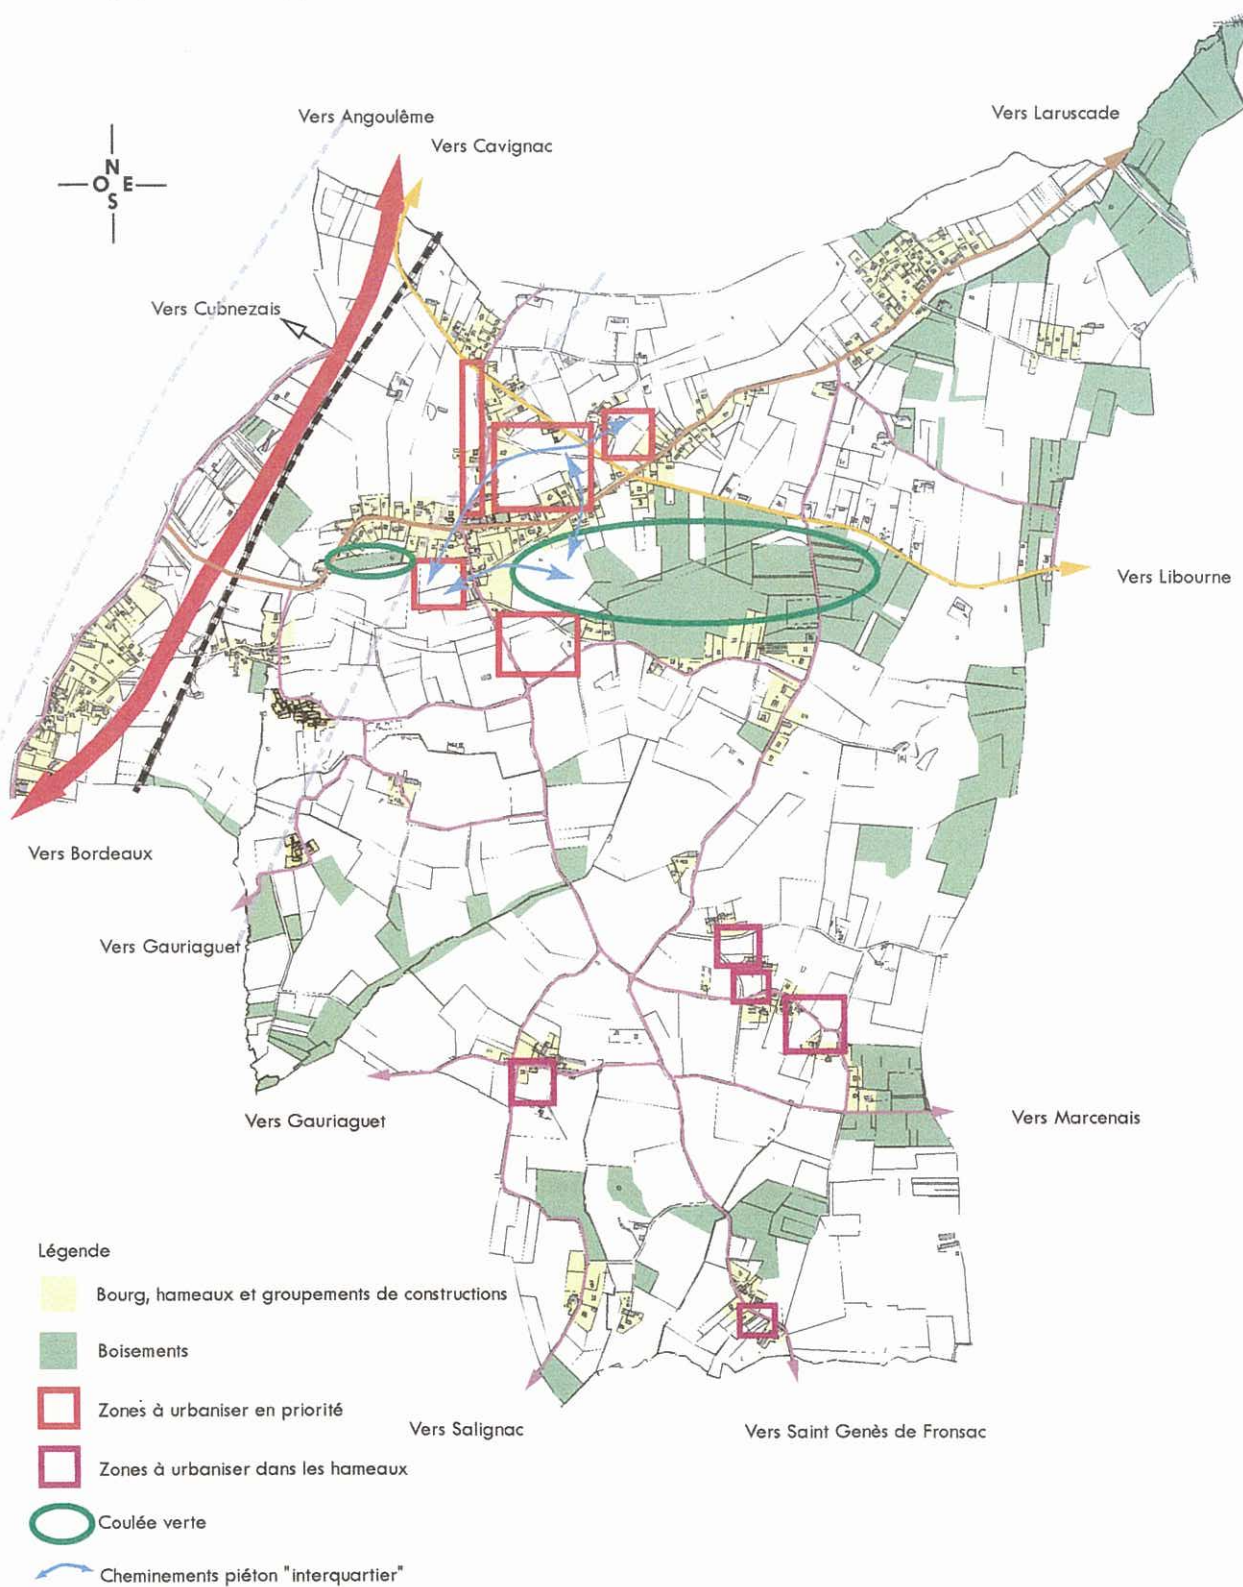 Vers Angoulême
Vers Laruscade
Vers Cavignac
N
O E
S
Vers Cubnezais
Vers Libourne
Vers Bordeaux
Vers Gauriaguet
Vers Gauriaguet
Vers Marcenais
Légende
Bourg, hameaux et groupements de constructions
Boisements
Zones à urbaniser en priorité
Vers Salignac
Vers Saint Genès de Fronsac
Zones à urbaniser dans les hameaux
Coulée verte
Cheminements piéton "interquartier"